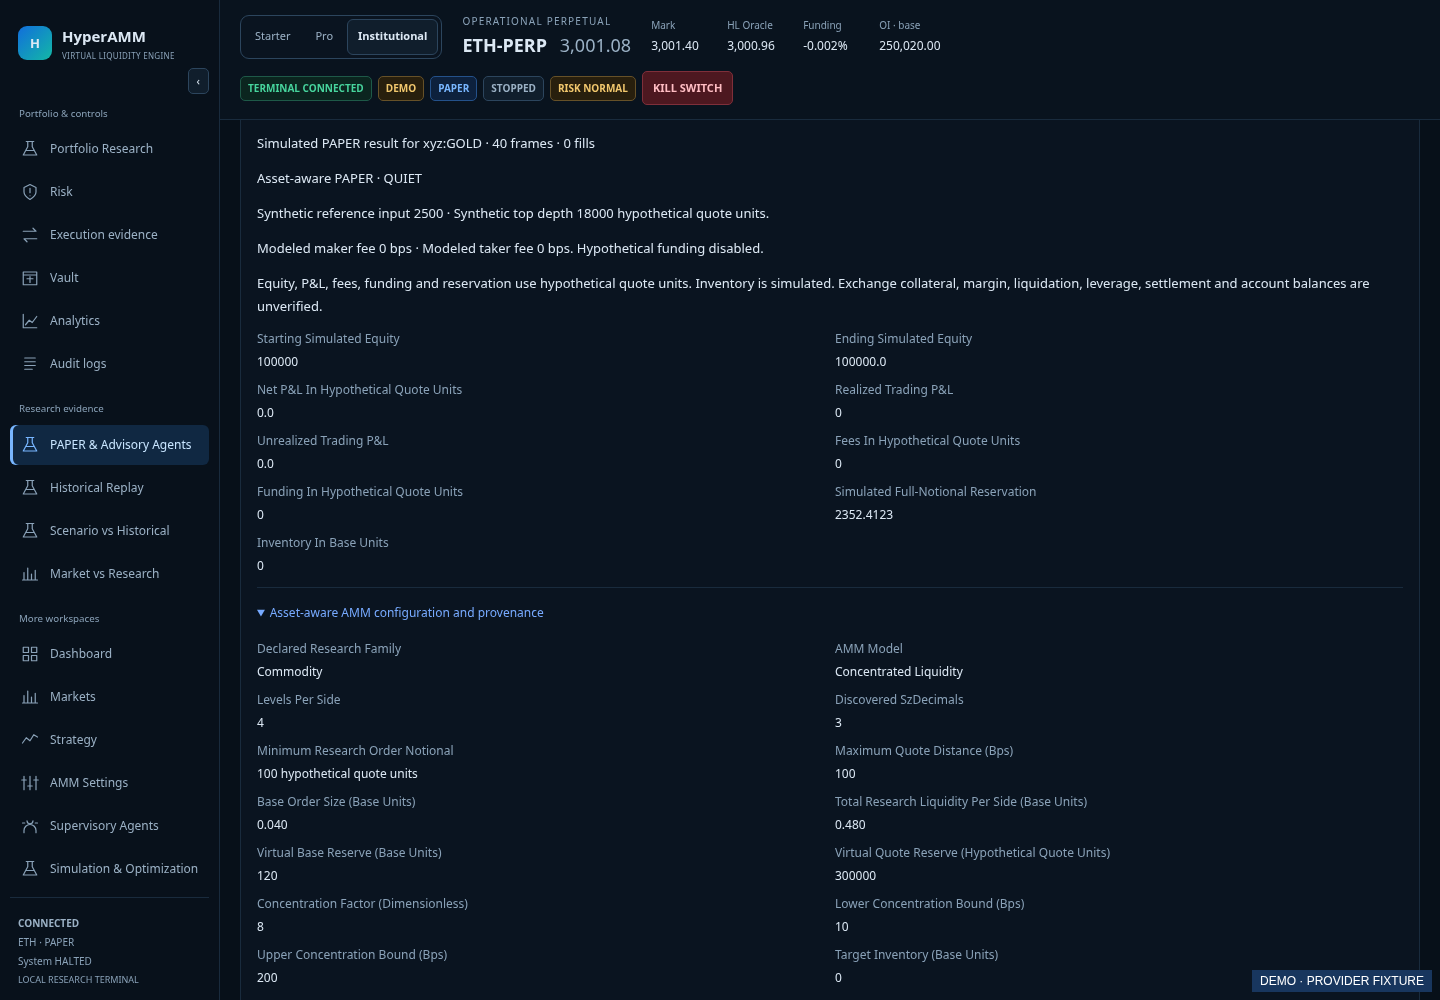 H
HyperAMM
VIRTUAL LIQUIDITY ENGINE
‹
Portfolio & controls
Portfolio Research
Risk
Execution evidence
Vault
Analytics
Audit logs
Research evidence
PAPER & Advisory Agents
Historical Replay
Scenario vs Historical
Market vs Research
More workspaces
Dashboard
Markets
Strategy
AMM Settings
Supervisory Agents
Simulation & Optimization
CONNECTED
ETH · PAPER
System HALTED
LOCAL RESEARCH TERMINAL
Starter Pro Institutional
OPERATIONAL PERPETUAL
ETH-PERP 3,001.08
Mark
3,001.40
HL Oracle
3,000.96
Funding
-0.002%
OI · base
250,020.00
TERMINAL CONNECTED DEMO PAPER STOPPED RISK NORMAL KILL SWITCH
Simulated PAPER result for xyz:GOLD · 40 frames · 0 fills
Asset-aware PAPER · QUIET
Synthetic reference input 2500 · Synthetic top depth 18000 hypothetical quote units.
Modeled maker fee 0 bps · Modeled taker fee 0 bps. Hypothetical funding disabled.
Equity, P&L, fees, funding and reservation use hypothetical quote units. Inventory is simulated. Exchange collateral, margin, liquidation, leverage, settlement and account balances are
unverified.
Starting Simulated Equity
100000
Ending Simulated Equity
100000.0
Net P&L In Hypothetical Quote Units
0.0
Realized Trading P&L
0
Unrealized Trading P&L
0.0
Fees In Hypothetical Quote Units
0
Funding In Hypothetical Quote Units
0
Simulated Full-Notional Reservation
2352.4123
Inventory In Base Units
0
▼ Asset-aware AMM configuration and provenance
Declared Research Family
Commodity
AMM Model
Concentrated Liquidity
Levels Per Side
4
Discovered SzDecimals
3
Minimum Research Order Notional
100 hypothetical quote units
Maximum Quote Distance (Bps)
100
Base Order Size (Base Units)
0.040
Total Research Liquidity Per Side (Base Units)
0.480
Virtual Base Reserve (Base Units)
120
Virtual Quote Reserve (Hypothetical Quote Units)
300000
Concentration Factor (Dimensionless)
8
Lower Concentration Bound (Bps)
10
Upper Concentration Bound (Bps)
200
Target Inventory (Base Units)
0
DEMO · PROVIDER FIXTURE